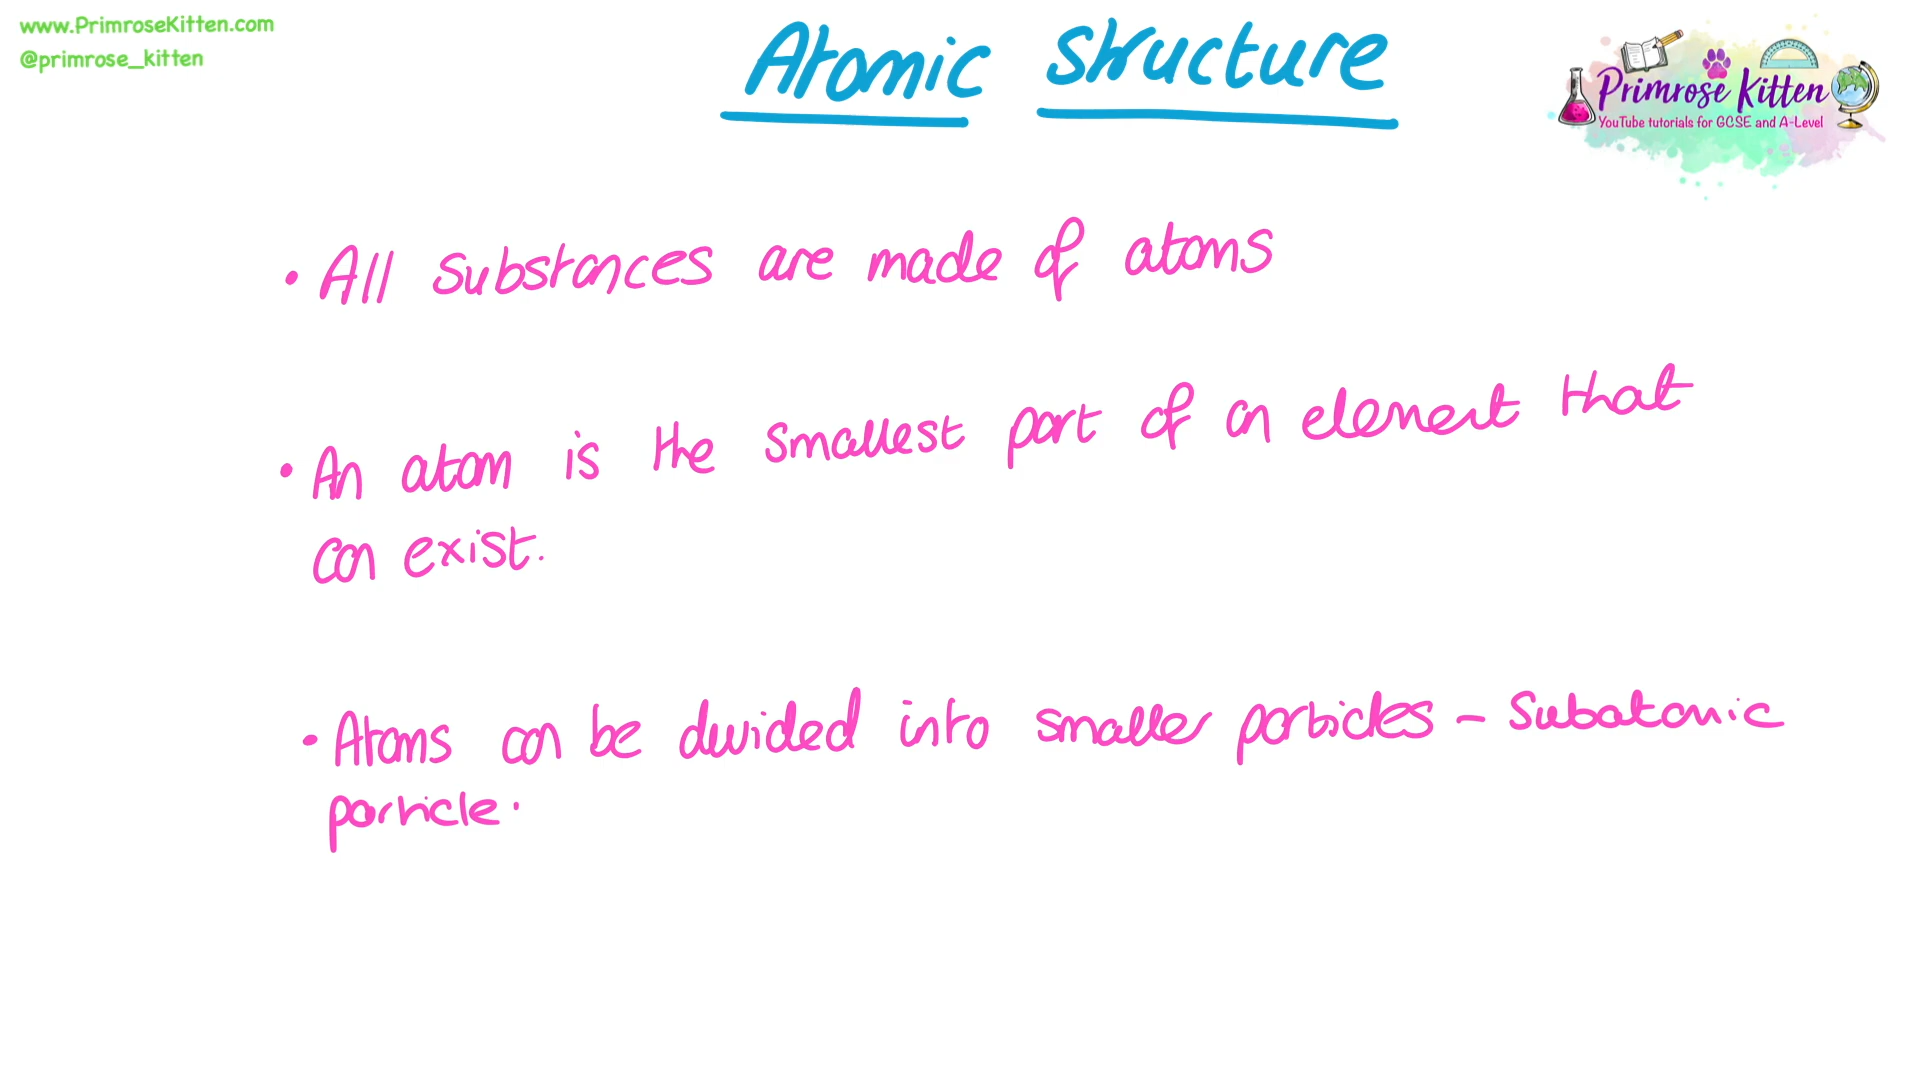 www.PrimroseKitten.com
@primrose_kitten
Atomic structure
Primrose Kitten
YouTube tutorials for GCSE and A-Level
• All substances are made of atoms
• An atom is the smallest part of an element that
can exist.
• Atoms can be divided into smaller particles - Subatomic
particle.